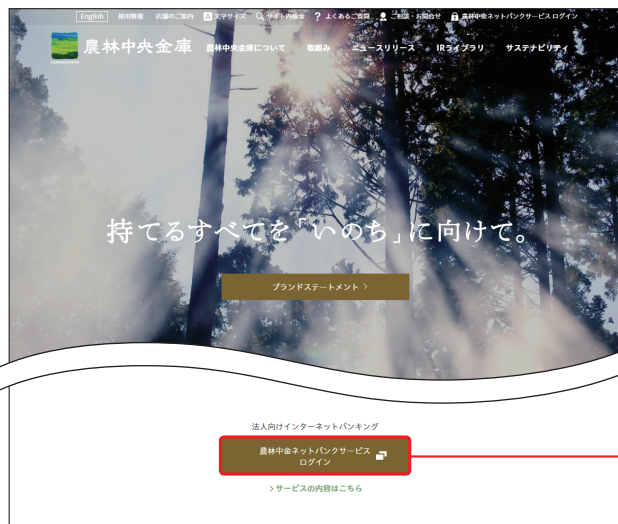 English 採用情報 店舗のご案内 A 文字サイズ サイト内検索 ? よくあるご質問 ご相談・お問合せ 農林中金ネットバンクサービス ログイン
農林中央金庫 農林中央金庫について 取組み ニュースリリース IRライブラリ サステナビリティ
NORINCHUKIN
持てるすべてを「いのち」に向けて。
ブランドステートメント >
法人向けインターネットバンキング
農林中金ネットバンクサービス
ログイン
>サービスの内容はこちら